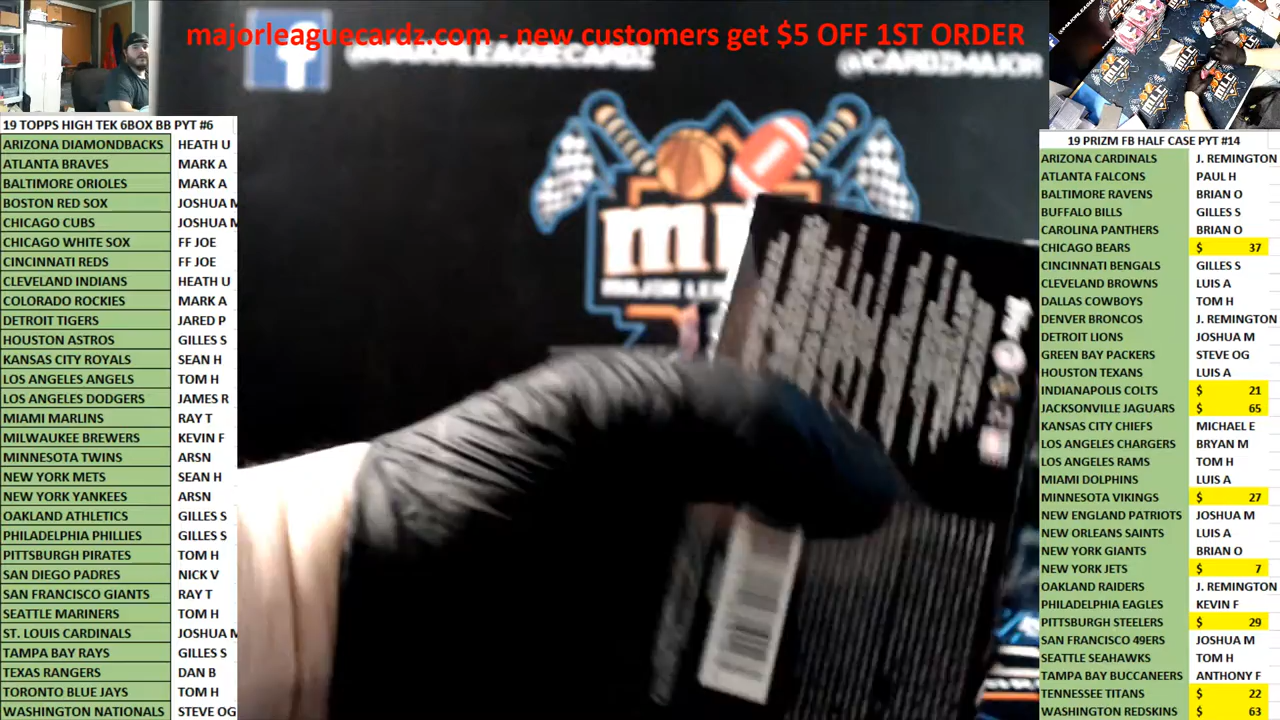 majorleaguecardz.com - new customers get $5 OFF 1ST ORDER
@CARDZMAJOR
19 TOPPS HIGH TEK 6BOX BB PYT #6
ARIZONA DIAMONDBACKS HEATH U
ATLANTA BRAVES MARK A
BALTIMORE ORIOLES MARK A
BOSTON RED SOX JOSHUA M
CHICAGO CUBS JOSHUA M
CHICAGO WHITE SOX FF JOE
CINCINNATI REDS FF JOE
CLEVELAND INDIANS HEATH U
COLORADO ROCKIES MARK A
DETROIT TIGERS JARED P
HOUSTON ASTROS GILLES S
KANSAS CITY ROYALS SEAN H
LOS ANGELES ANGELS TOM H
LOS ANGELES DODGERS JAMES R
MIAMI MARLINS RAY T
MILWAUKEE BREWERS KEVIN F
MINNESOTA TWINS ARSN
NEW YORK METS SEAN H
NEW YORK YANKEES ARSN
OAKLAND ATHLETICS GILLES S
PHILADELPHIA PHILLIES GILLES S
PITTSBURGH PIRATES TOM H
SAN DIEGO PADRES NICK V
SAN FRANCISCO GIANTS RAY T
SEATTLE MARINERS TOM H
ST. LOUIS CARDINALS JOSHUA M
TAMPA BAY RAYS GILLES S
TEXAS RANGERS DAN B
TORONTO BLUE JAYS TOM H
WASHINGTON NATIONALS STEVE OG
19 PRIZM FB HALF CASE PYT #14
ARIZONA CARDINALS J. REMINGTON
ATLANTA FALCONS PAUL H
BALTIMORE RAVENS BRIAN O
BUFFALO BILLS GILLES S
CAROLINA PANTHERS BRIAN O
CHICAGO BEARS $ 37
CINCINNATI BENGALS GILLES S
CLEVELAND BROWNS LUIS A
DALLAS COWBOYS TOM H
DENVER BRONCOS J. REMINGTON
DETROIT LIONS JOSHUA M
GREEN BAY PACKERS STEVE OG
HOUSTON TEXANS LUIS A
INDIANAPOLIS COLTS $ 21
JACKSONVILLE JAGUARS $ 65
KANSAS CITY CHIEFS MICHAEL E
LOS ANGELES CHARGERS BRYAN M
LOS ANGELES RAMS TOM H
MIAMI DOLPHINS LUIS A
MINNESOTA VIKINGS $ 27
NEW ENGLAND PATRIOTS JOSHUA M
NEW ORLEANS SAINTS LUIS A
NEW YORK GIANTS BRIAN O
NEW YORK JETS $ 7
OAKLAND RAIDERS J. REMINGTON
PHILADELPHIA EAGLES KEVIN F
PITTSBURGH STEELERS $ 29
SAN FRANCISCO 49ERS JOSHUA M
SEATTLE SEAHAWKS TOM H
TAMPA BAY BUCCANEERS ANTHONY F
TENNESSEE TITANS $ 22
WASHINGTON REDSKINS $ 63